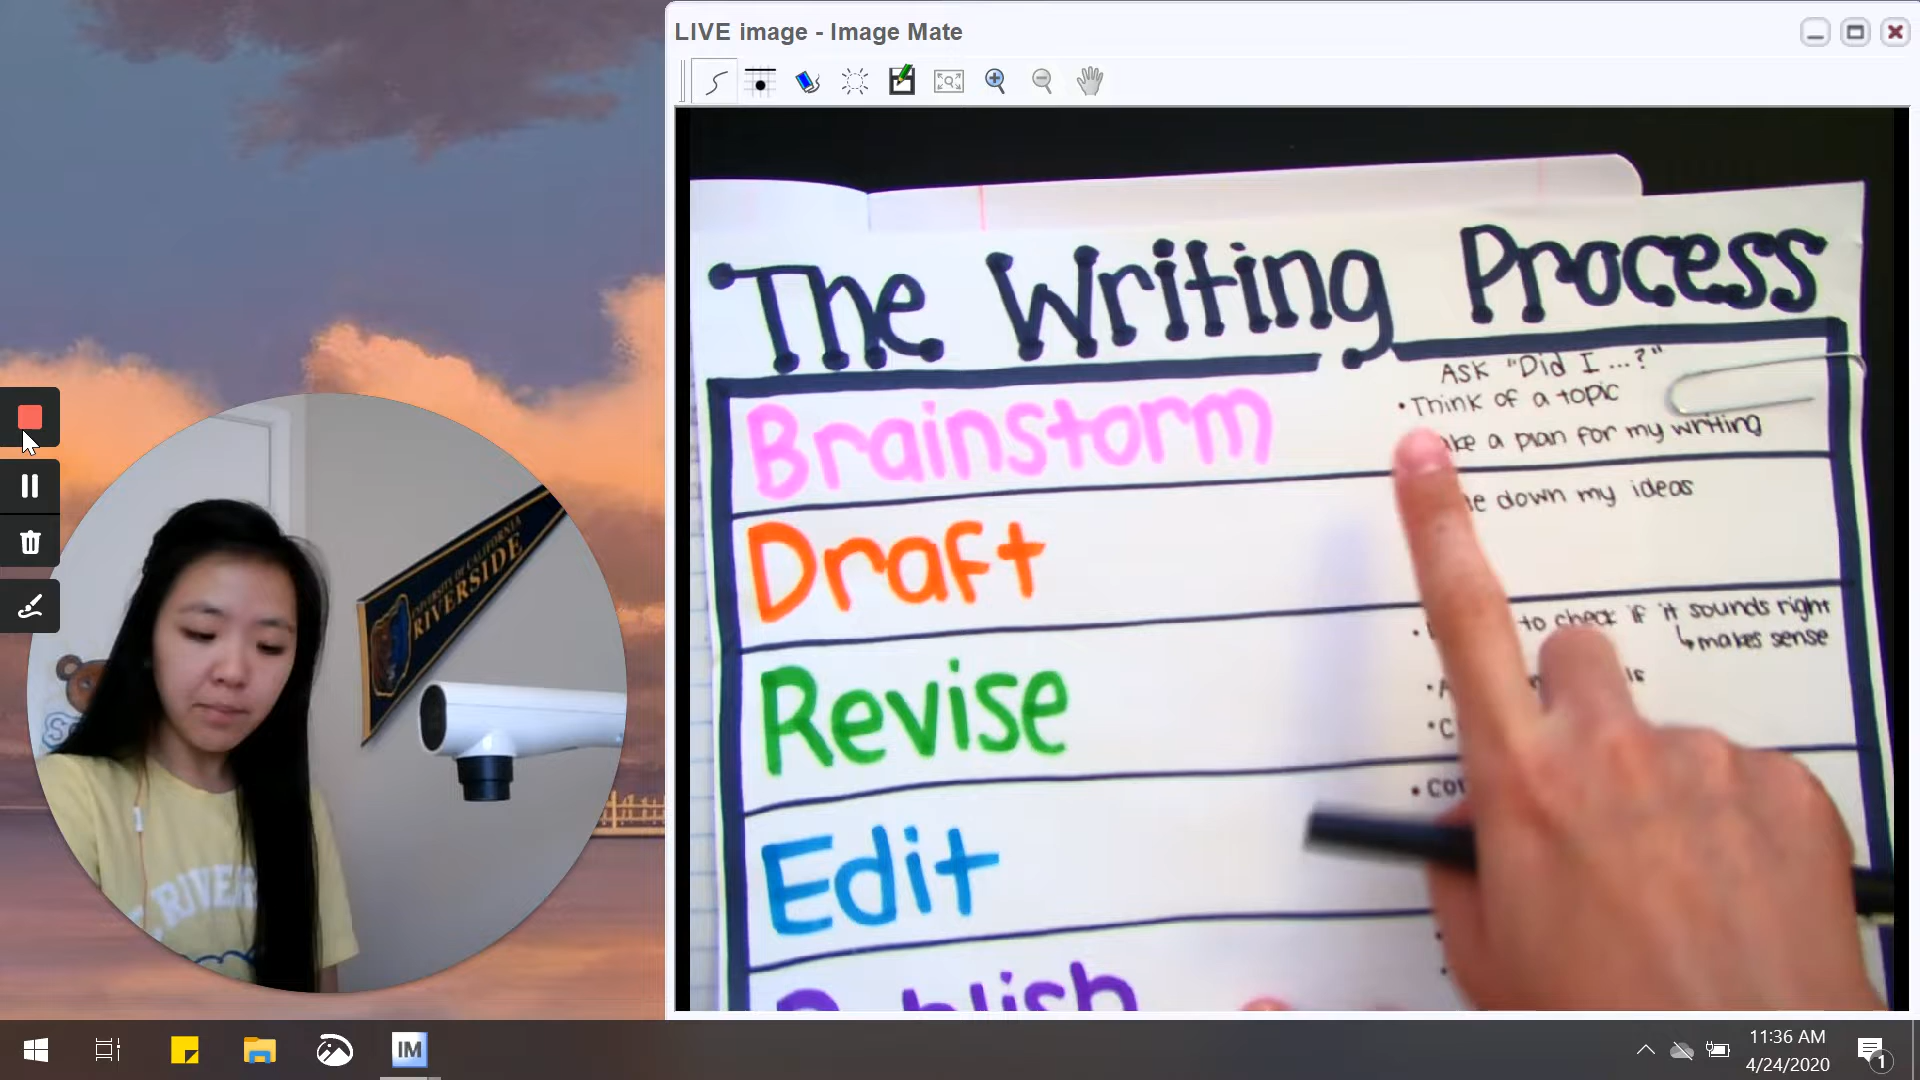 LIVE image - Image Mate
The Writing Process
Ask "Did I ...?"
Brainstorm
• Think of a topic
a plan for my writing
Draft
down my ideas
Revise
to check if it sounds right
↳ makes sense
Edit
UNIVERSITY OF CALIFORNIA
RIVERSIDE
IM
11:36 AM
4/24/2020
1